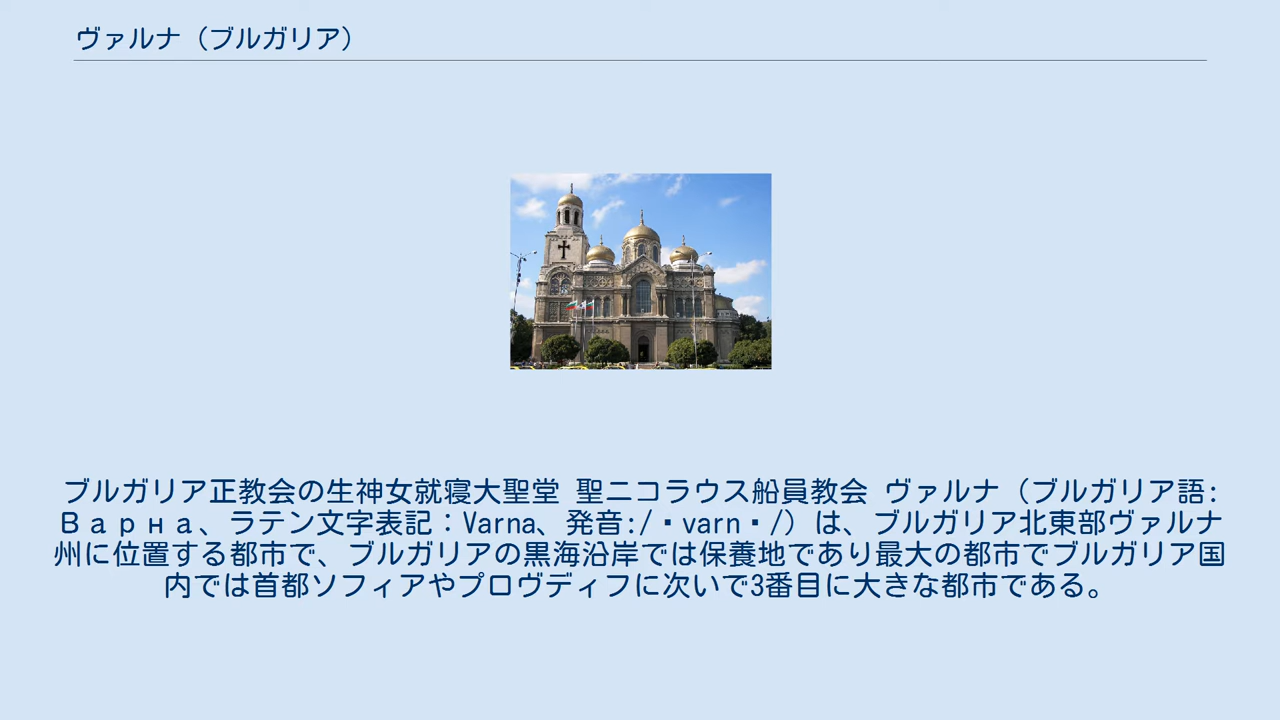 ヴァルナ（ブルガリア）
ブルガリア正教会の生神女就寝大聖堂 聖ニコラウス船員教会 ヴァルナ（ブルガリア語:
Ｂａｐнａ、ラテン文字表記：Varna、発音:/・varn・/）は、ブルガリア北東部ヴァルナ
州に位置する都市で、ブルガリアの黒海沿岸では保養地であり最大の都市でブルガリア国
内では首都ソフィアやプロヴディフに次いで3番目に大きな都市である。